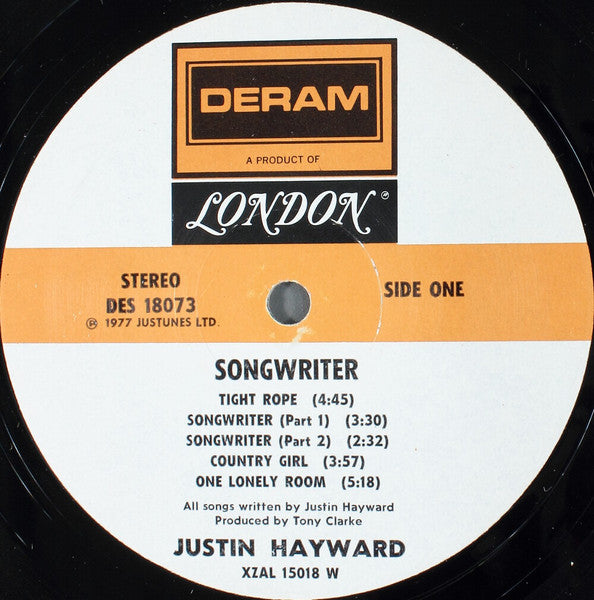 DERAM
A PRODUCT OF
LONDON®
STEREO
DES 18073
℗ 1977 JUSTUNES LTD.
SIDE ONE
SONGWRITER
TIGHT ROPE (4:45)
SONGWRITER (Part 1) (3:30)
SONGWRITER (Part 2) (2:32)
COUNTRY GIRL (3:57)
ONE LONELY ROOM (5:18)
All songs written by Justin Hayward
Produced by Tony Clarke
JUSTIN HAYWARD
XZAL 15018 W